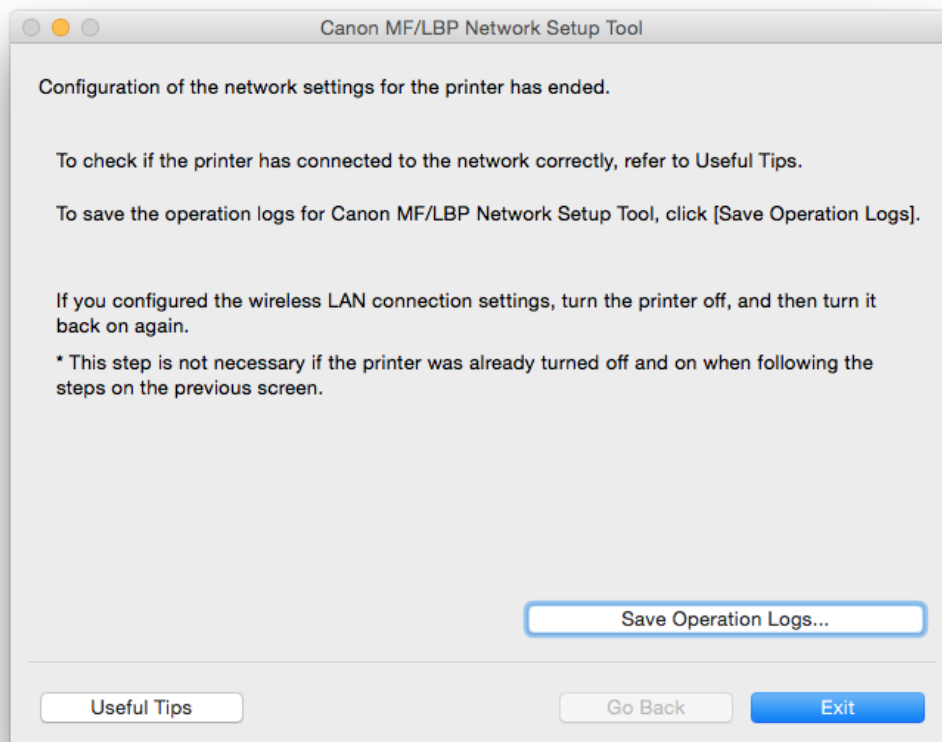 Canon MF/LBP Network Setup Tool
Configuration of the network settings for the printer has ended.
To check if the printer has connected to the network correctly, refer to Useful Tips.
To save the operation logs for Canon MF/LBP Network Setup Tool, click [Save Operation Logs].
If you configured the wireless LAN connection settings, turn the printer off, and then turn it
back on again.
* This step is not necessary if the printer was already turned off and on when following the
steps on the previous screen.
Save Operation Logs...
Useful Tips
Go Back
Exit